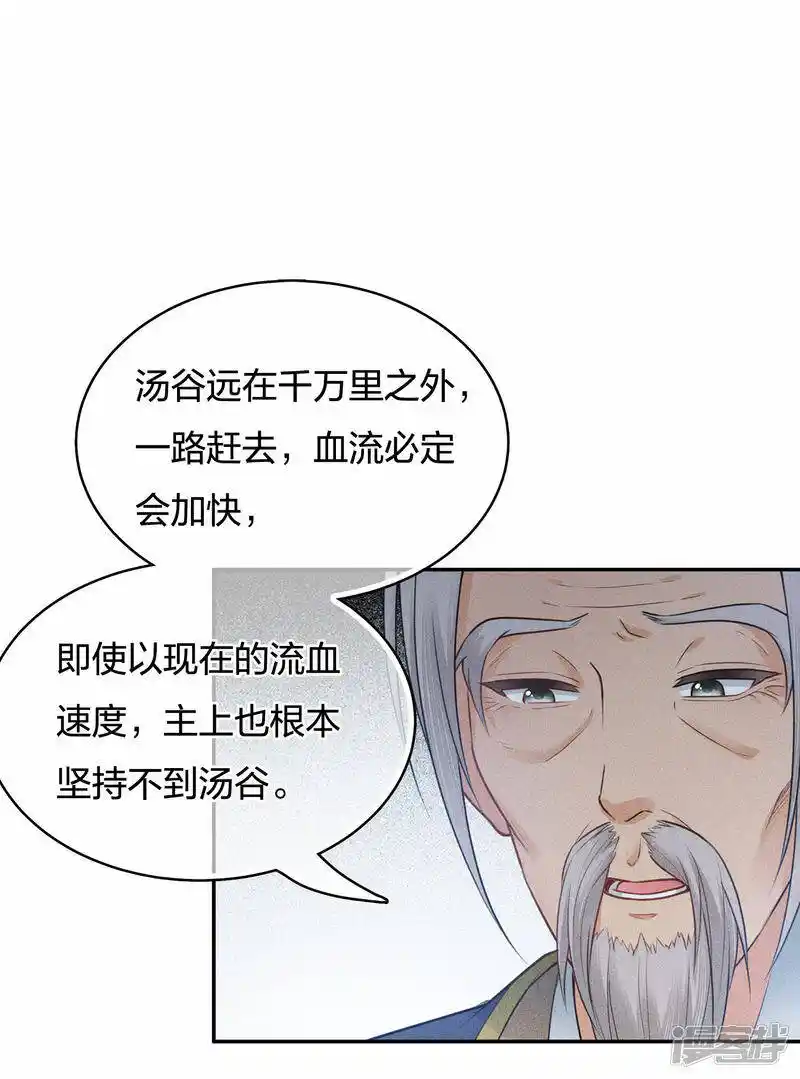 汤谷远在千万里之外，
一路赶去，血流必定
会加快，
即使以现在的流血
速度，主上也根本
坚持不到汤谷。
漫客栈